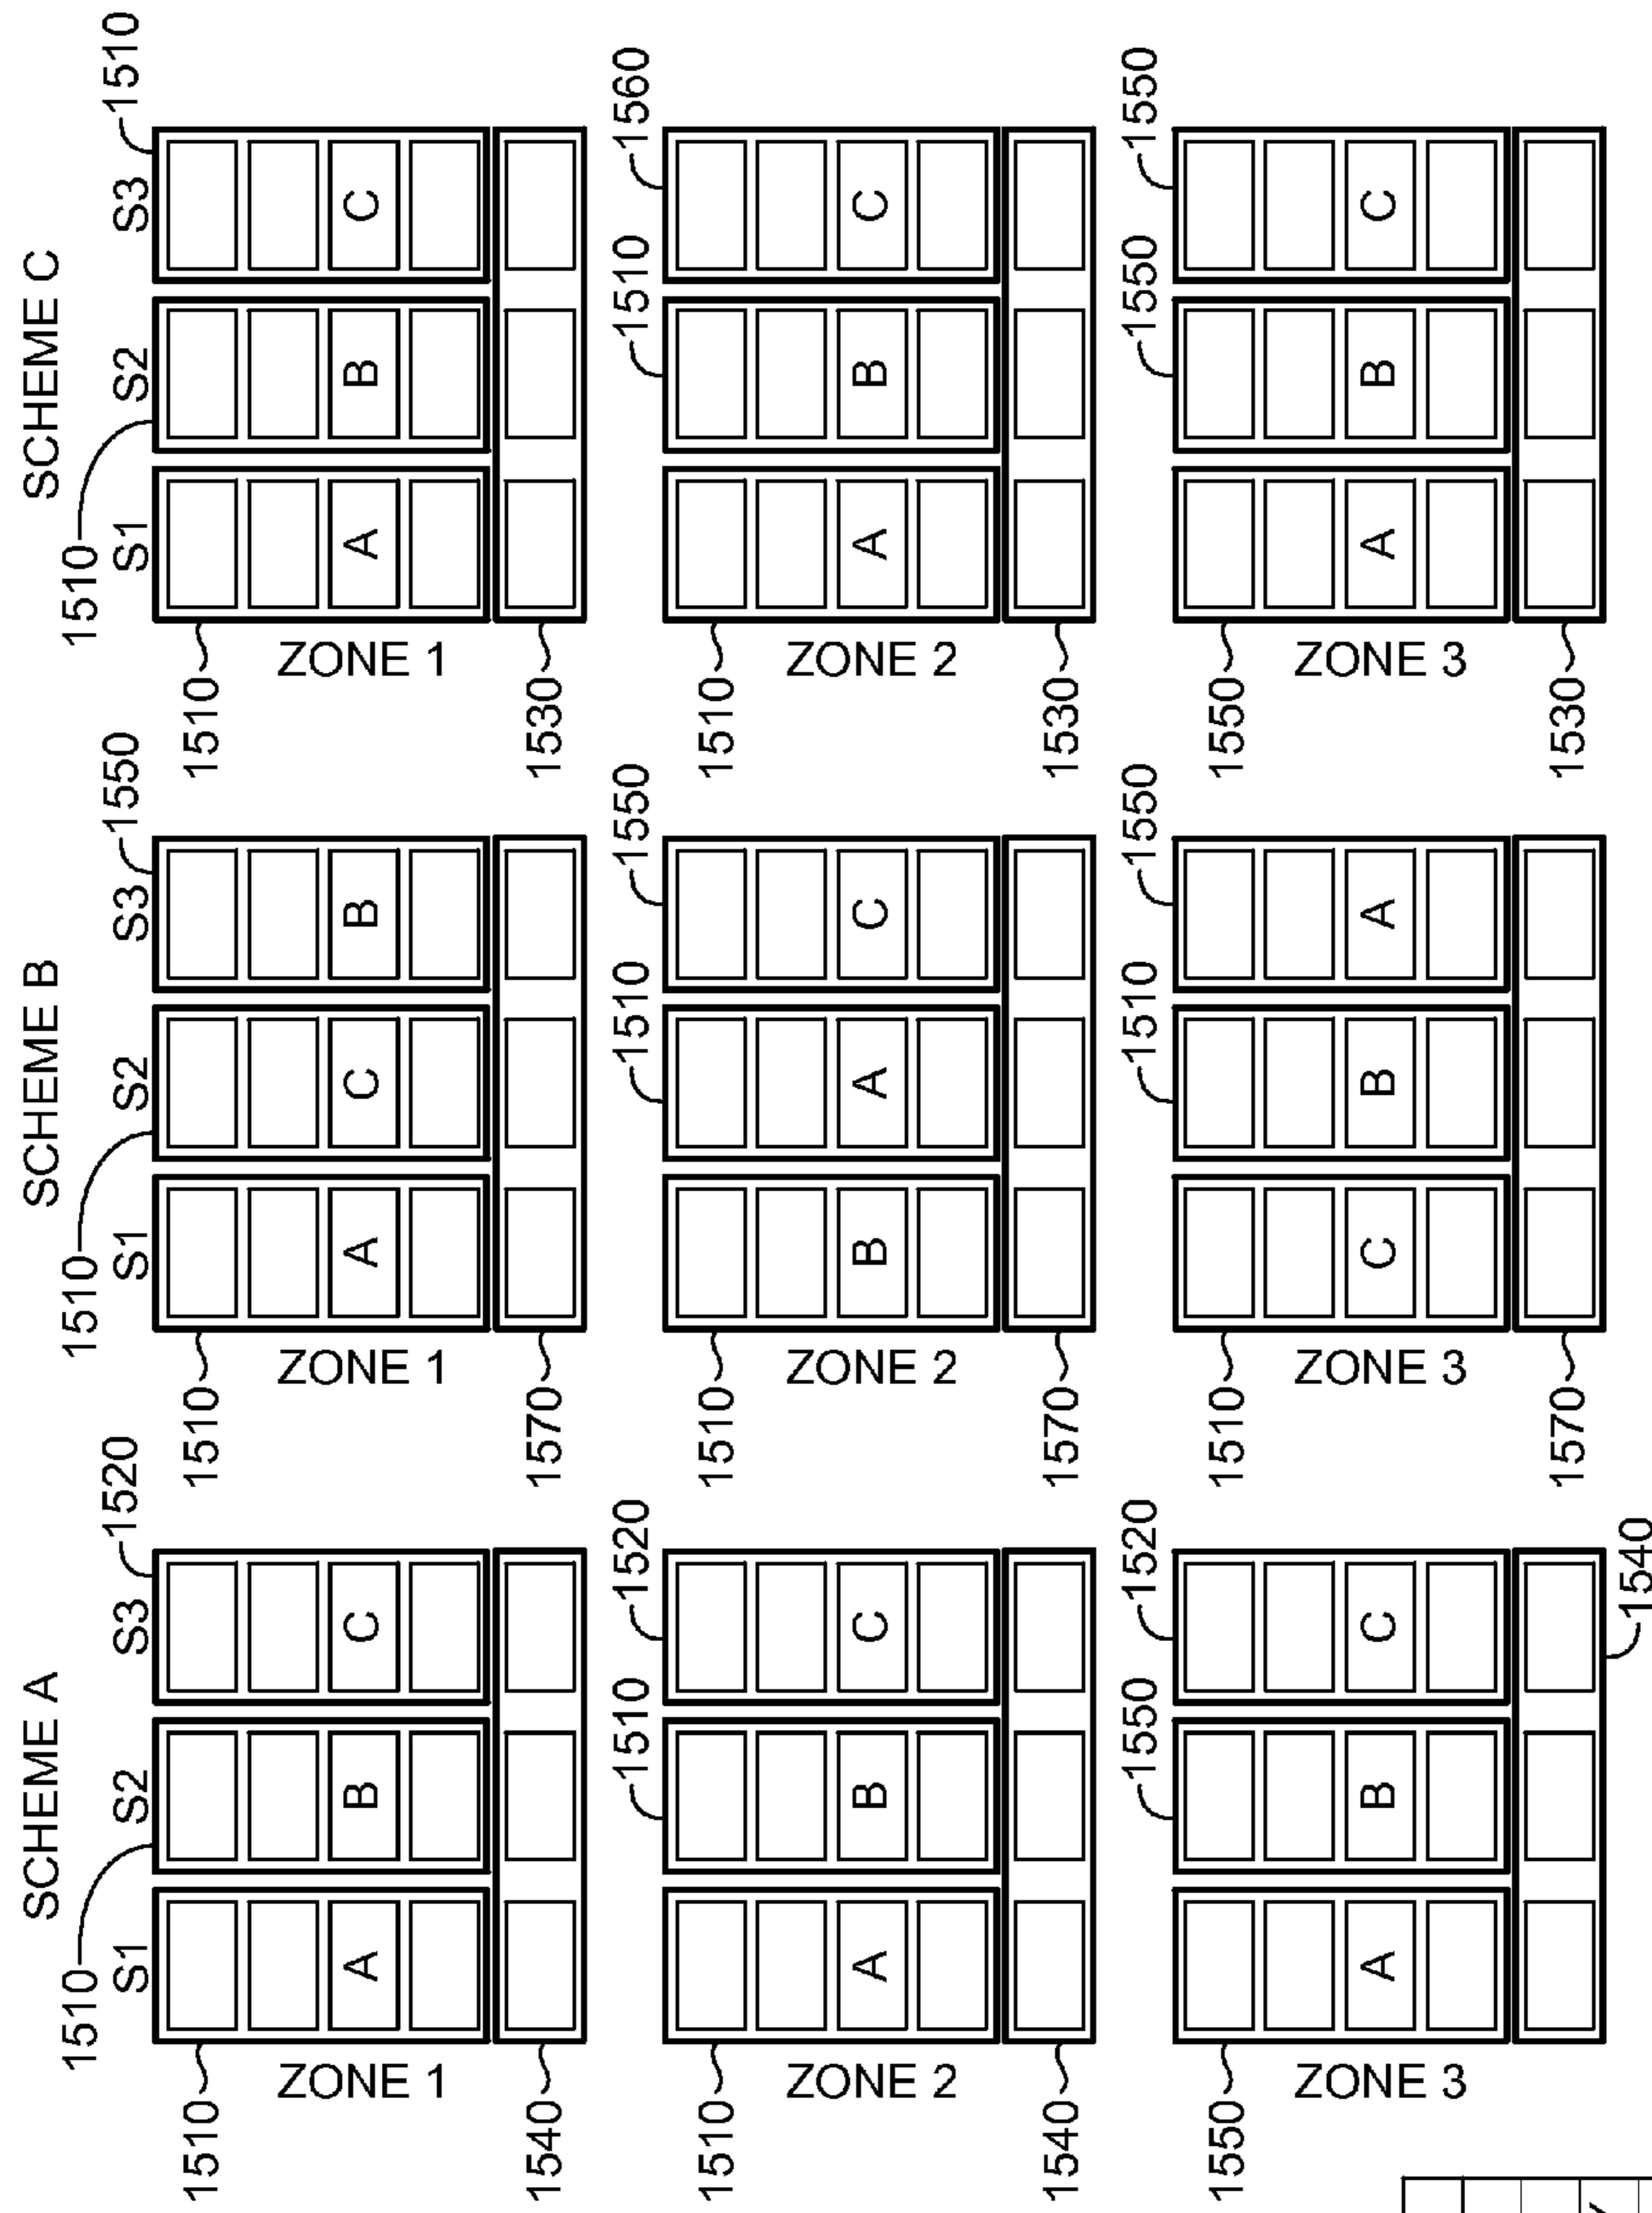 SCHEME A SCHEME B SCHEME C
1510 1510 1510
S1 S2 S3 1520 S1 S2 S3 1550 S1 S2 S3 1510
1510 1510 1510
ZONE 1 A B C ZONE 1 A C B ZONE 1 A B C
1540 1570 1530
1510 1520 1510 1550 1510 1560
1510 1510 1510
ZONE 2 A B C ZONE 2 B A C ZONE 2 A B C
1540 1570 1530
1550 1520 1510 1550 1550 1550
1550 1510 1550
ZONE 3 A B C ZONE 3 C B A ZONE 3 A B C
1570 1530
1540